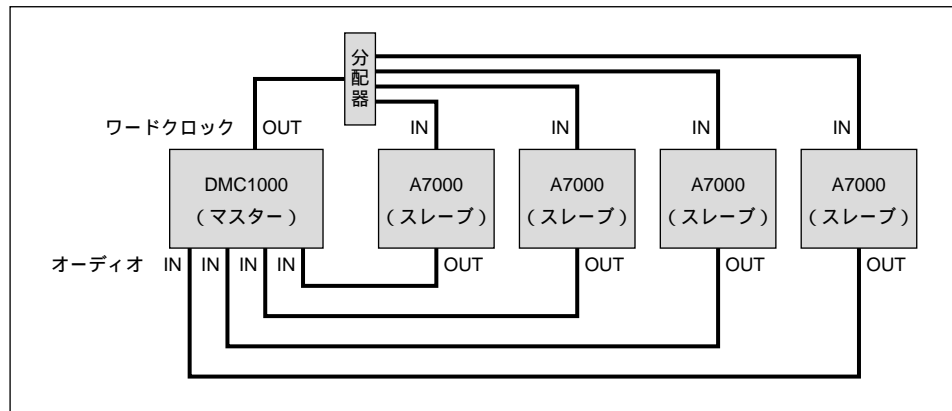 分配器
ワードクロック OUT IN IN IN IN
DMC1000 A7000 A7000 A7000 A7000
（マスター） （スレーブ） （スレーブ） （スレーブ） （スレーブ）
オーディオ IN IN IN IN OUT OUT OUT OUT